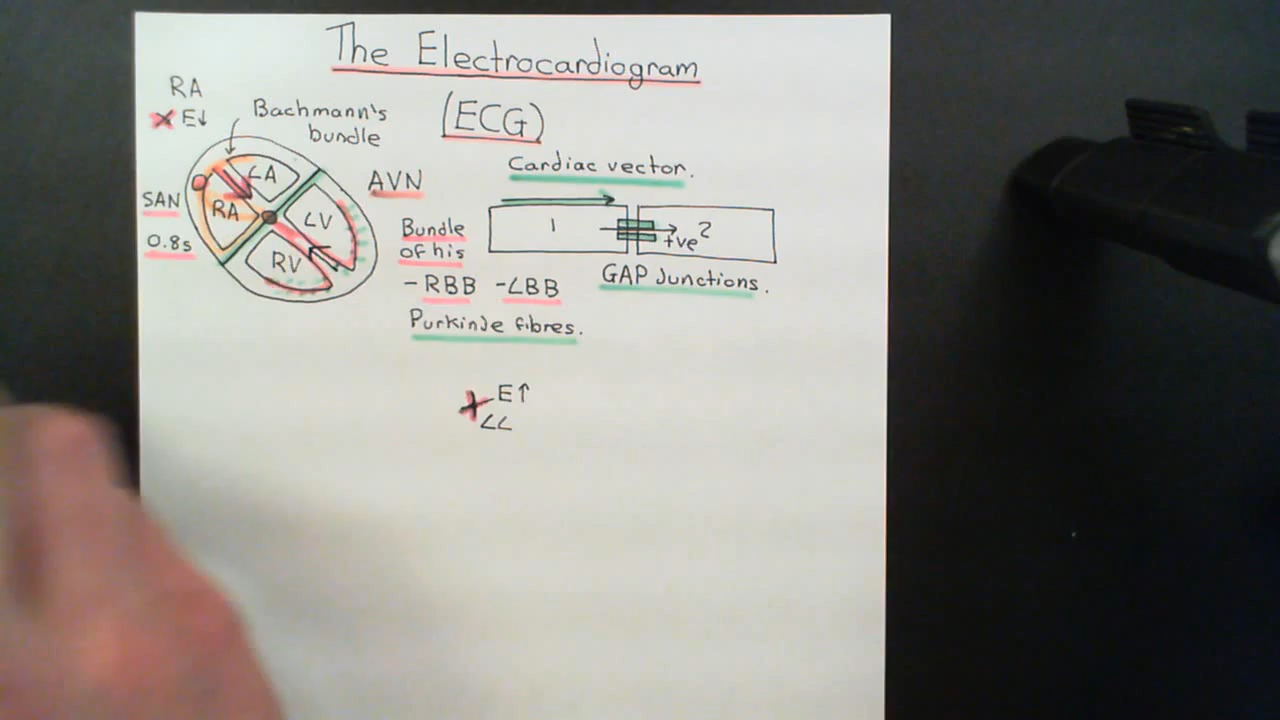 The Electrocardiogram
(ECG)
RA
E↓
Bachmann's
bundle
SAN
0.8s
LA
RA
LV
RV
AVN
Bundle
of his
- RBB - LBB
Purkinje fibres.
Cardiac vector.
1
2
+ve
GAP Junctions.
E↑
LL